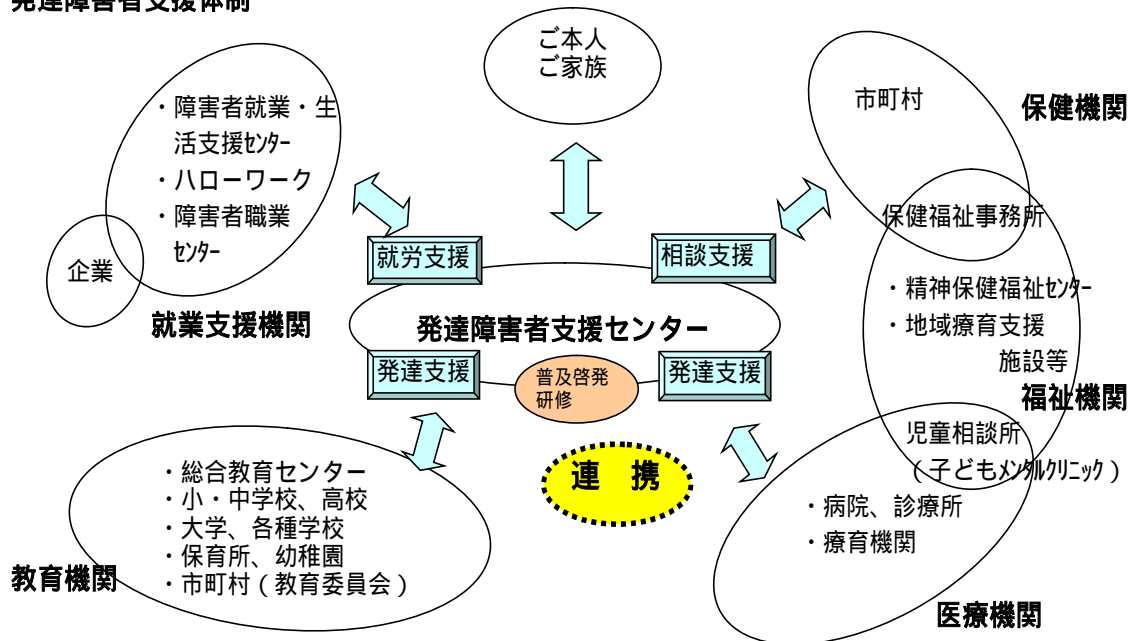 発達障害者支援体制
ご本人
ご家族
・障害者就業・生
活支援ｾﾝﾀｰ
・ハローワーク
・障害者職業
ｾﾝﾀｰ
企業
就業支援機関
市町村
保健機関
保健福祉事務所
・精神保健福祉ｾﾝﾀｰ
・地域療育支援
施設等
福祉機関
児童相談所
（子どもﾒﾝﾀﾙｸﾘﾆｯｸ）
・病院、診療所
・療育機関
医療機関
就労支援
相談支援
発達障害者支援センター
発達支援
普及啓発
研修
発達支援
連 携
・総合教育センター
・小・中学校、高校
・大学、各種学校
・保育所、幼稚園
・市町村（教育委員会）
教育機関